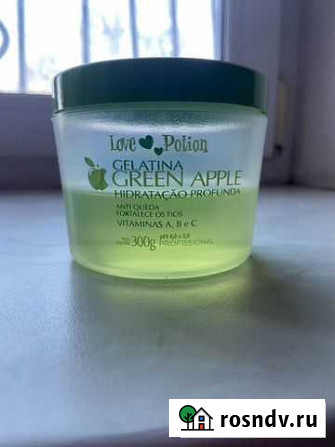 Love Potion
GELATINA
GREEN APPLE
HIDRATAÇÃO PROFUNDA
ANTI QUEDA
FORTALECE OS FIOS
VITAMINAS A, B e C
300g
PROFISSIONAL
rosndv.ru